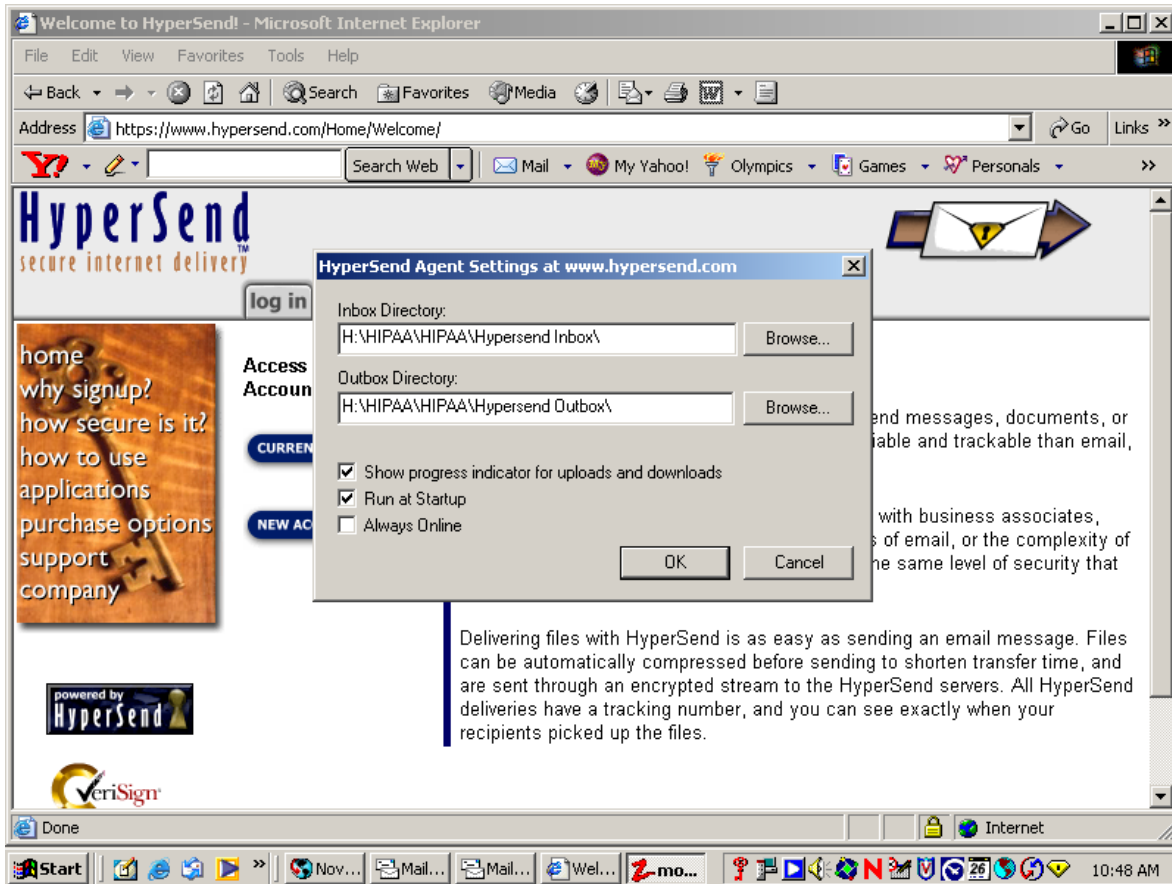 Welcome to HyperSend! - Microsoft Internet Explorer
File Edit View Favorites Tools Help
Back Search Favorites Media
Address https://www.hypersend.com/Home/Welcome/ Go Links »
Y! Search Web Mail My Yahoo! Olympics Games Personals »
HyperSend™
secure internet delivery
log in
HyperSend Agent Settings at www.hypersend.com
Inbox Directory:
H:\HIPAA\HIPAA\Hypersend Inbox\ Browse...
Outbox Directory:
H:\HIPAA\HIPAA\Hypersend Outbox\ Browse...
Show progress indicator for uploads and downloads
Run at Startup
Always Online
OK Cancel
home
why signup?
how secure is it?
how to use
applications
purchase options
support
company
Access
Accoun
CURREN
NEW AC
end messages, documents, or
iable and trackable than email,
with business associates,
s of email, or the complexity of
he same level of security that
Delivering files with HyperSend is as easy as sending an email message. Files
can be automatically compressed before sending to shorten transfer time, and
are sent through an encrypted stream to the HyperSend servers. All HyperSend
deliveries have a tracking number, and you can see exactly when your
recipients picked up the files.
powered by
HyperSend
VeriSign
Done Internet
Start » Nov... Mail... Mail... Wel... mo... 26 10:48 AM